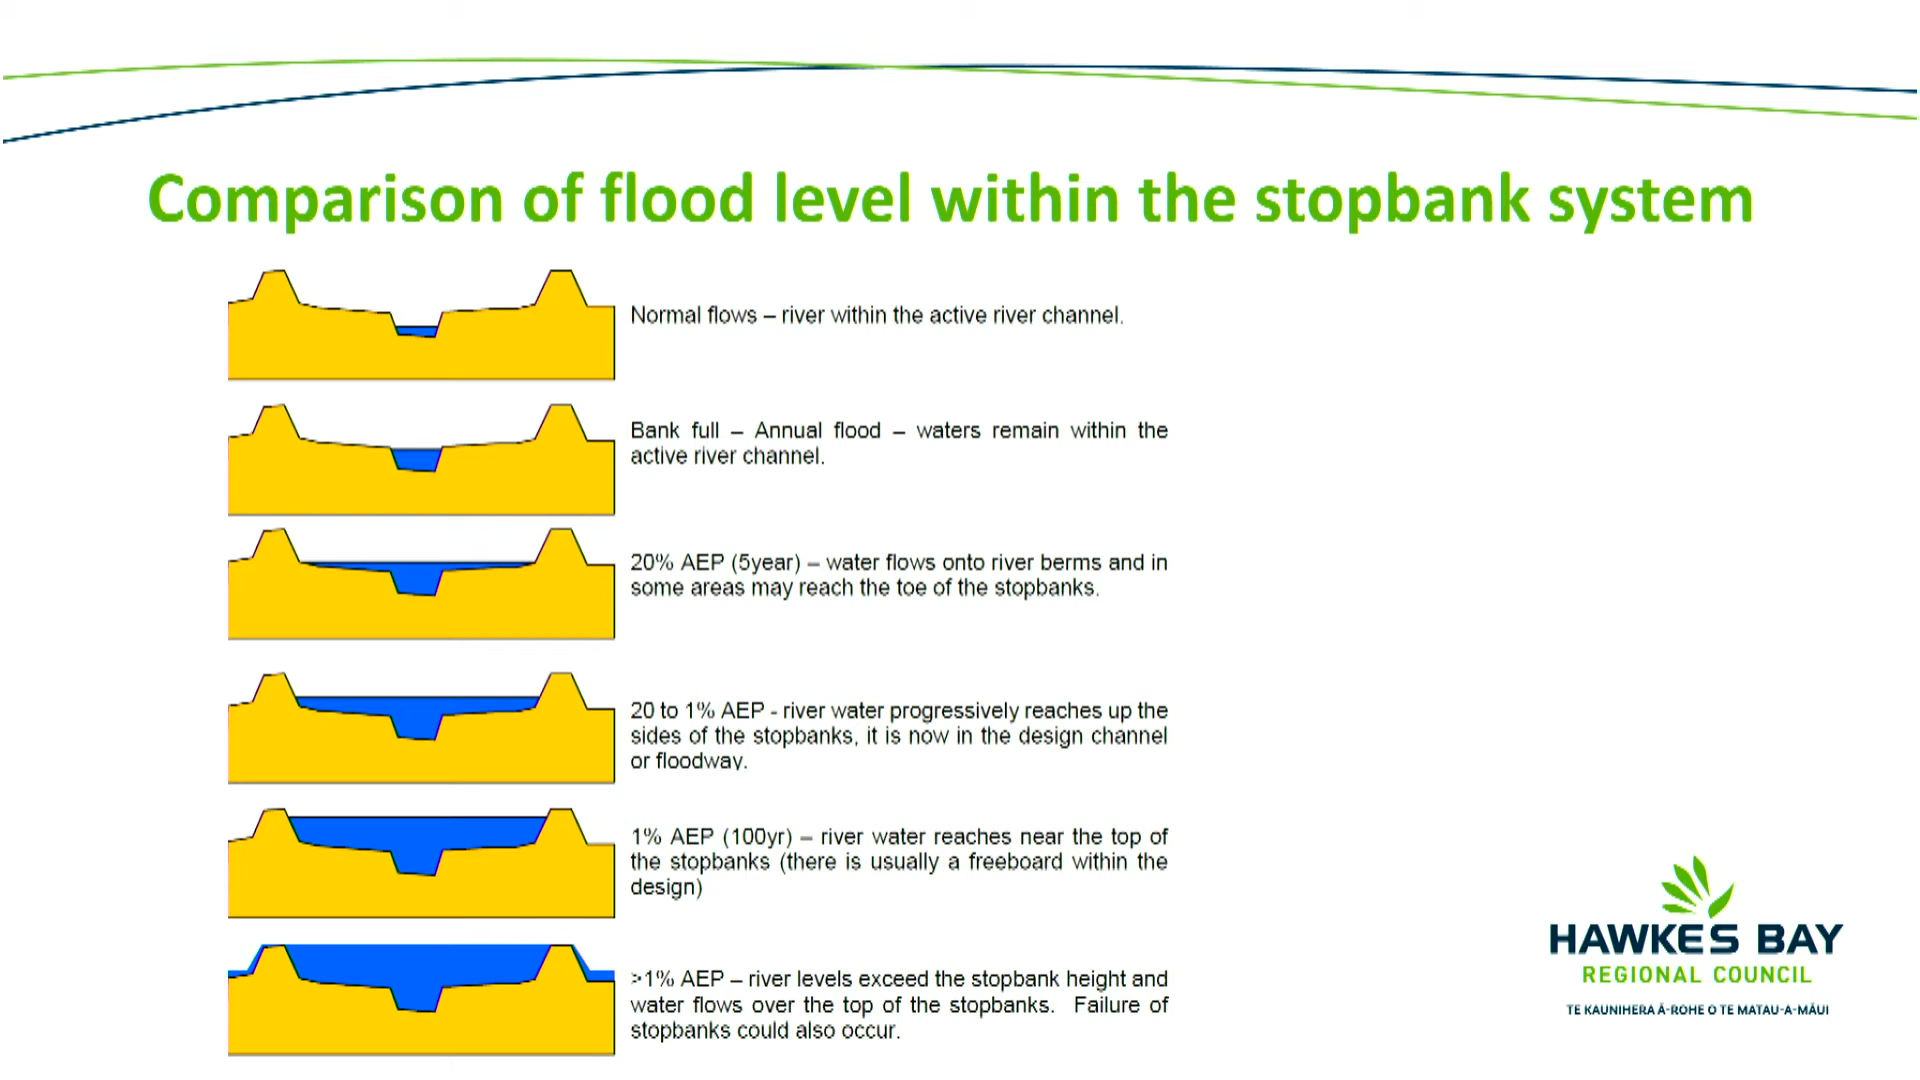 Comparison of flood level within the stopbank system
Normal flows – river within the active river channel.
Bank full – Annual flood – waters remain within the
active river channel.
20% AEP (5year) – water flows onto river berms and in
some areas may reach the toe of the stopbanks.
20 to 1% AEP - river water progressively reaches up the
sides of the stopbanks, it is now in the design channel
or floodway.
1% AEP (100yr) – river water reaches near the top of
the stopbanks (there is usually a freeboard within the
design)
>1% AEP – river levels exceed the stopbank height and
water flows over the top of the stopbanks. Failure of
stopbanks could also occur.
HAWKES BAY
REGIONAL COUNCIL
TE KAUNIHERA Ā-ROHE O TE MATAU-A-MĀUI